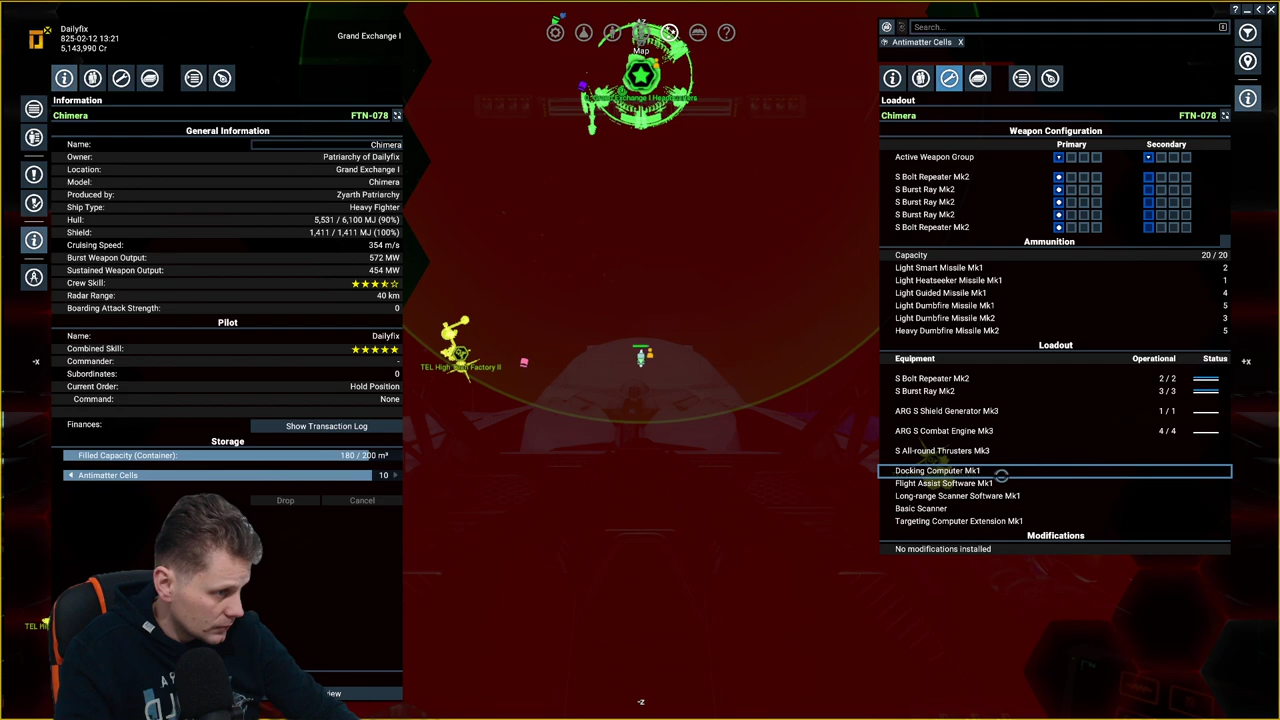 Dailyfix
825-02-12 13:21
5,143,990 Cr
Grand Exchange I
Information
Chimera FTN-078
General Information
Name: Chimera
Owner: Patriarchy of Dailyfix
Location: Grand Exchange I
Model: Chimera
Produced by: Zyarth Patriarchy
Ship Type: Heavy Fighter
Hull: 5,531 / 6,100 MJ (90%)
Shield: 1,411 / 1,411 MJ (100%)
Cruising Speed: 354 m/s
Burst Weapon Output: 572 MW
Sustained Weapon Output: 454 MW
Crew Skill:
Radar Range: 40 km
Boarding Attack Strength: 0
Pilot
Name: Dailyfix
Combined Skill:
Commander: -
Subordinates: 0
Current Order: Hold Position
Command: None
Finances: Show Transaction Log
Storage
Filled Capacity (Container): 180 / 200 m³
Antimatter Cells 10
Drop Cancel
view
+z
Map
Exchange I Headquarters
-x
TEL High Tech Factory II
TEL Hi
-z
+x
Search...
Antimatter Cells X
Loadout
Chimera FTN-078
Weapon Configuration
Primary Secondary
Active Weapon Group
S Bolt Repeater Mk2
S Burst Ray Mk2
S Burst Ray Mk2
S Burst Ray Mk2
S Bolt Repeater Mk2
Ammunition
Capacity 20 / 20
Light Smart Missile Mk1 2
Light Heatseeker Missile Mk1 1
Light Guided Missile Mk1 4
Light Dumbfire Missile Mk1 5
Light Dumbfire Missile Mk2 3
Heavy Dumbfire Missile Mk2 5
Loadout
Equipment Operational Status
S Bolt Repeater Mk2 2 / 2
S Burst Ray Mk2 3 / 3
ARG S Shield Generator Mk3 1 / 1
ARG S Combat Engine Mk3 4 / 4
S All-round Thrusters Mk3
Docking Computer Mk1
Flight Assist Software Mk1
Long-range Scanner Software Mk1
Basic Scanner
Targeting Computer Extension Mk1
Modifications
No modifications installed